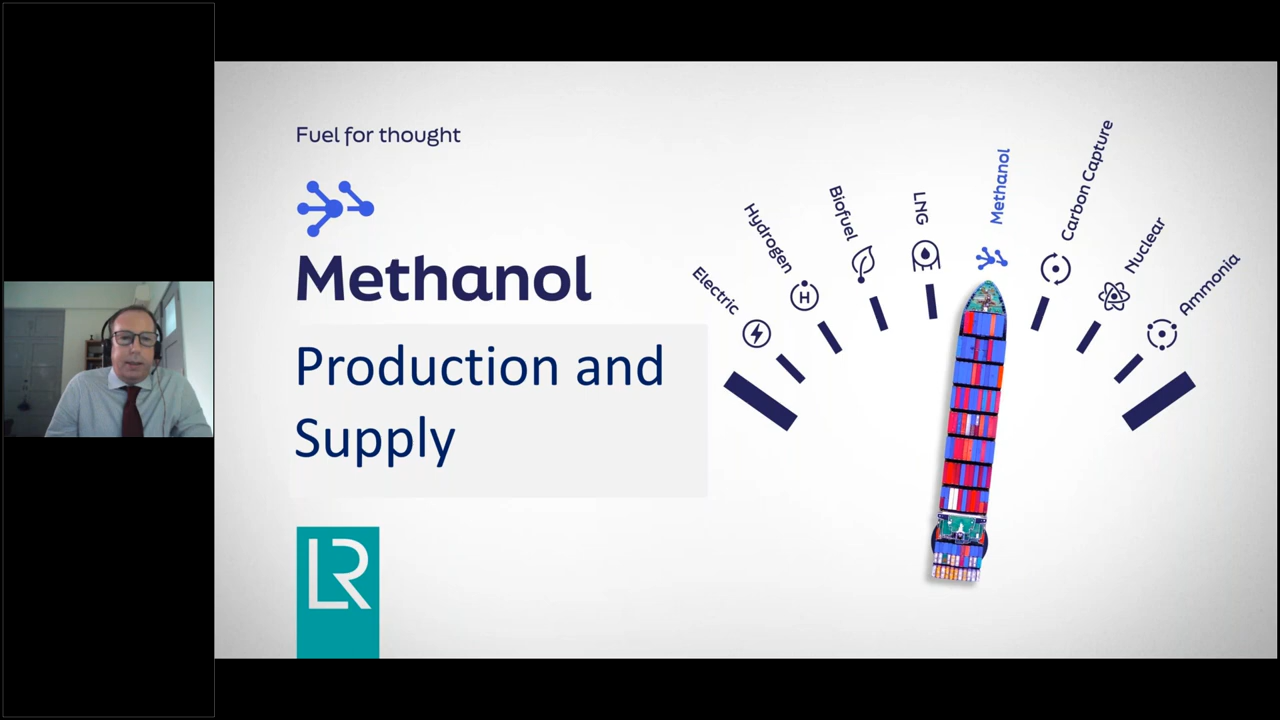 Fuel for thought
Methanol
Production and
Supply
LR
Electric
Hydrogen
H
Biofuel
LNG
Methanol
Carbon Capture
Nuclear
Ammonia